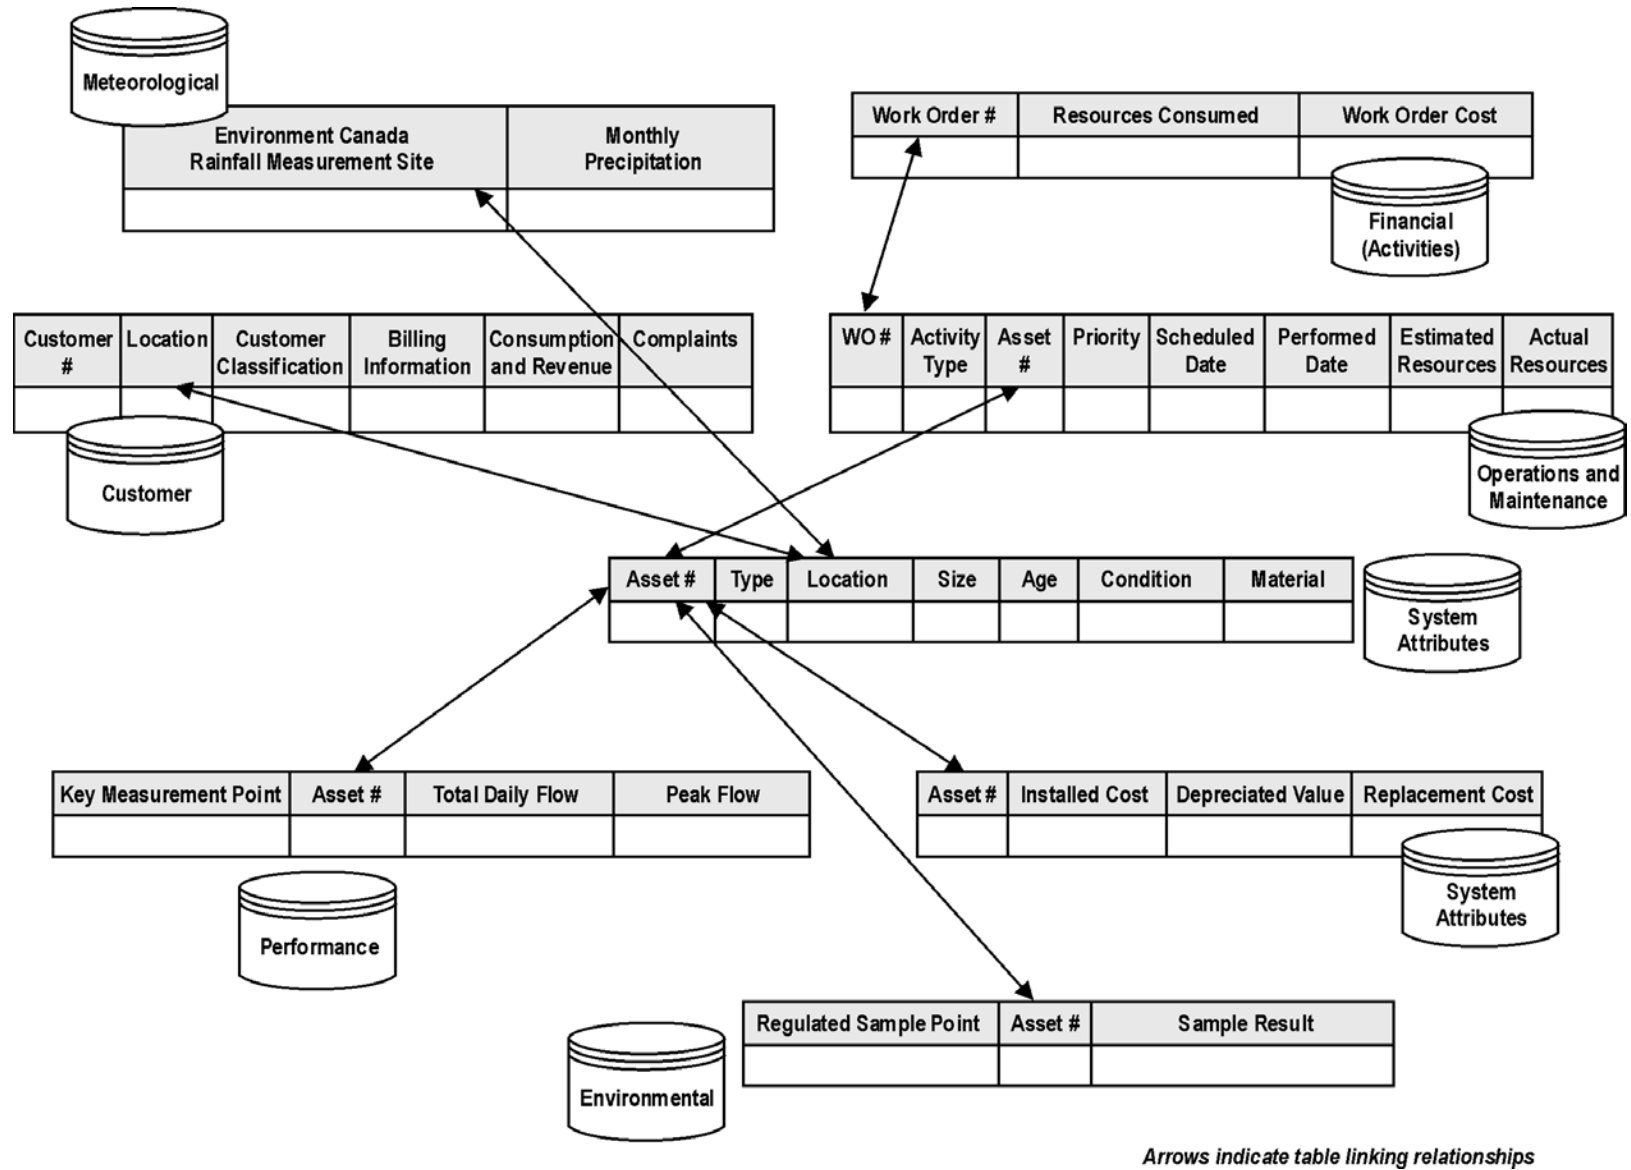 Meteorological
Environment Canada
Rainfall Measurement Site
Monthly
Precipitation
Work Order #
Resources Consumed
Work Order Cost
Financial
(Activities)
Customer
#
Location
Customer
Classification
Billing
Information
Consumption
and Revenue
Complaints
Customer
WO #
Activity
Type
Asset
#
Priority
Scheduled
Date
Performed
Date
Estimated
Resources
Actual
Resources
Operations and
Maintenance
Asset #
Type
Location
Size
Age
Condition
Material
System
Attributes
Key Measurement Point
Asset #
Total Daily Flow
Peak Flow
Performance
Asset #
Installed Cost
Depreciated Value
Replacement Cost
System
Attributes
Regulated Sample Point
Asset #
Sample Result
Environmental
Arrows indicate table linking relationships